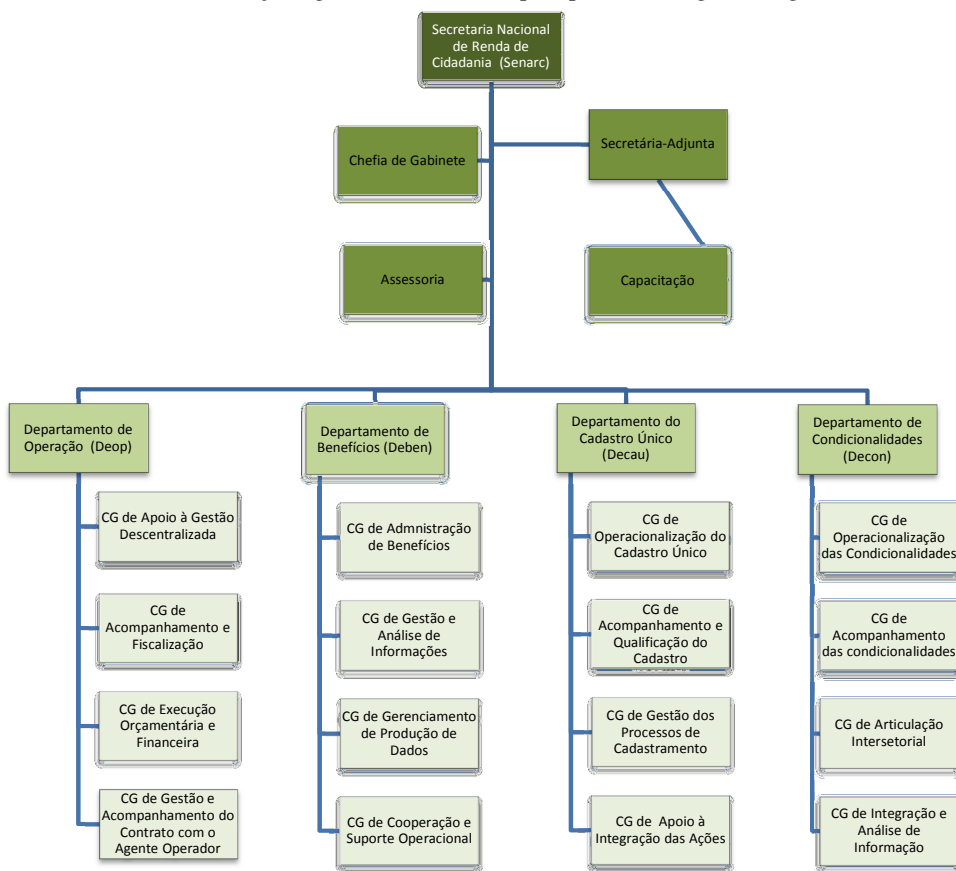 Secretaria Nacional
de Renda de
Cidadania (Senarc)
Chefia de Gabinete
Secretária-Adjunta
Assessoria
Capacitação
Departamento de
Operação (Deop)
CG de Apoio à Gestão
Descentralizada
CG de
Acompanhamento e
Fiscalização
CG de Execução
Orçamentária e
Financeira
CG de Gestão e
Acompanhamento do
Contrato com o
Agente Operador
Departamento de
Benefícios (Deben)
CG de Admnistração
de Benefícios
CG de Gestão e
Análise de
Informações
CG de Gerenciamento
de Produção de
Dados
CG de Cooperação e
Suporte Operacional
Departamento do
Cadastro Único
(Decau)
CG de
Operacionalização do
Cadastro Único
CG de
Acompanhamento e
Qualificação do
Cadastro
CG de Gestão dos
Processos de
Cadastramento
CG de Apoio à
Integração das Ações
Departamento de
Condicionalidades
(Decon)
CG de
Operacionalização
das Condicionalidades
CG de
Acompanhamento
das condicionalidades
CG de Articulação
Intersetorial
CG de Integração e
Análise de
Informação